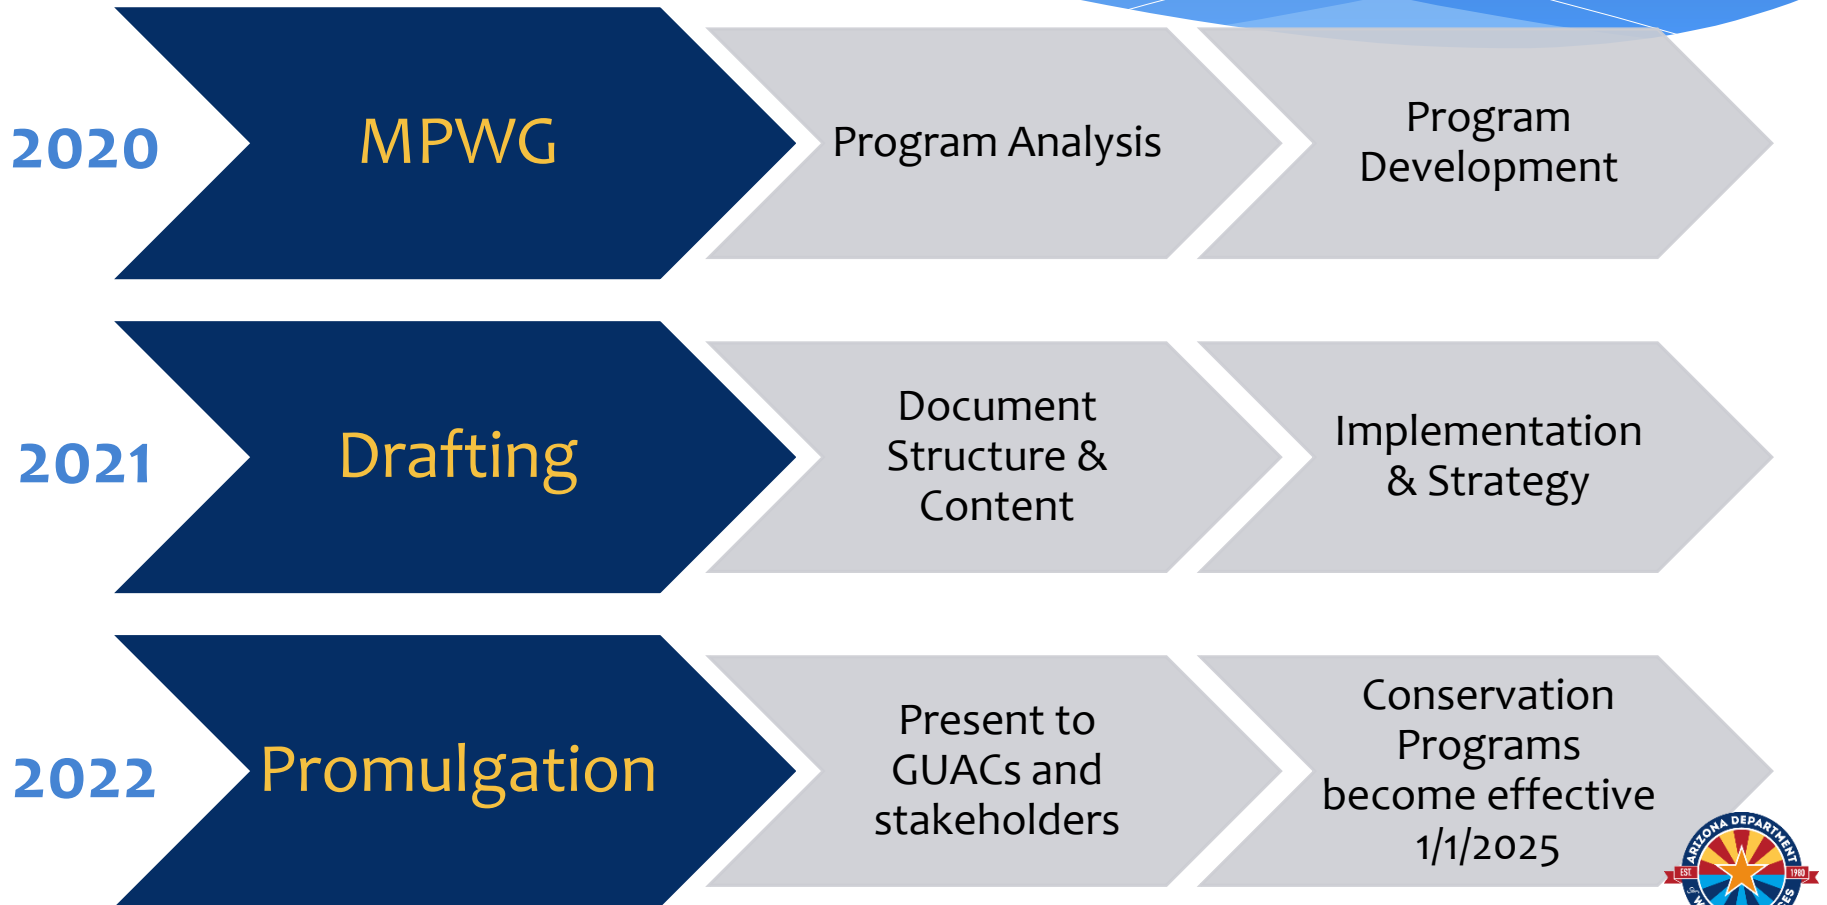 2020
MPWG
Program Analysis
Program
Development
2021
Drafting
Document
Structure &
Content
Implementation
& Strategy
2022
Promulgation
Present to
GUACs and
stakeholders
Conservation
Programs
become effective
1/1/2025
ARIZONA DEPARTMENT
EST. 1980